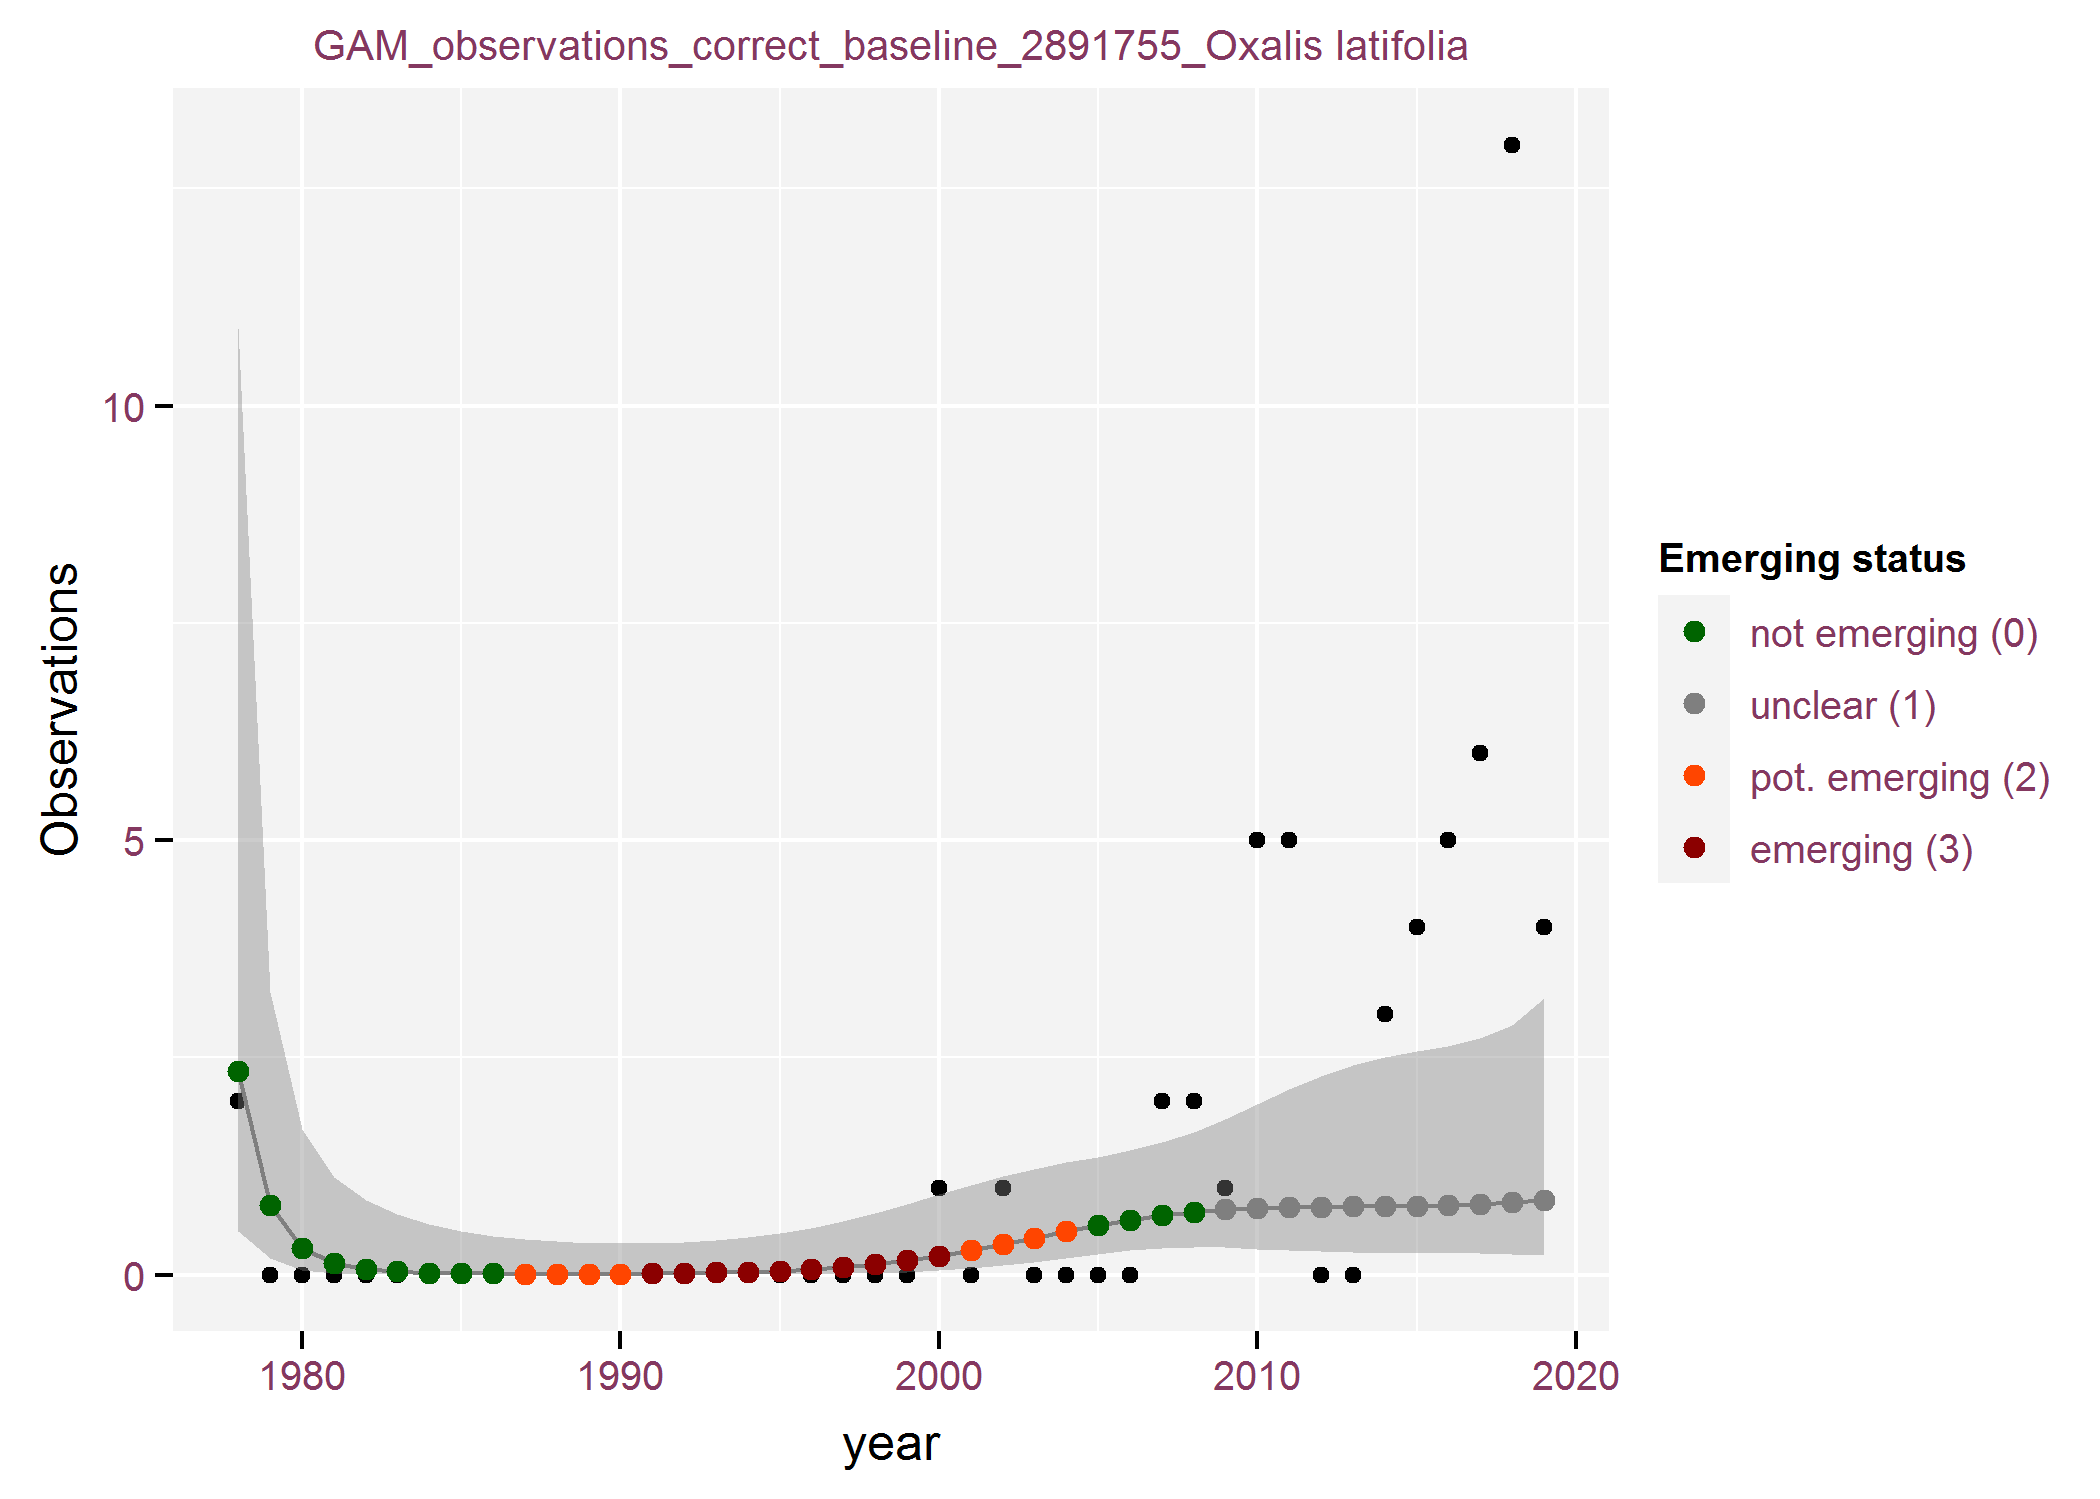 GAM_observations_correct_baseline_2891755_Oxalis latifolia
Observations
10
5
0
1980
1990
2000
2010
2020
year
Emerging status
not emerging (0)
unclear (1)
pot. emerging (2)
emerging (3)